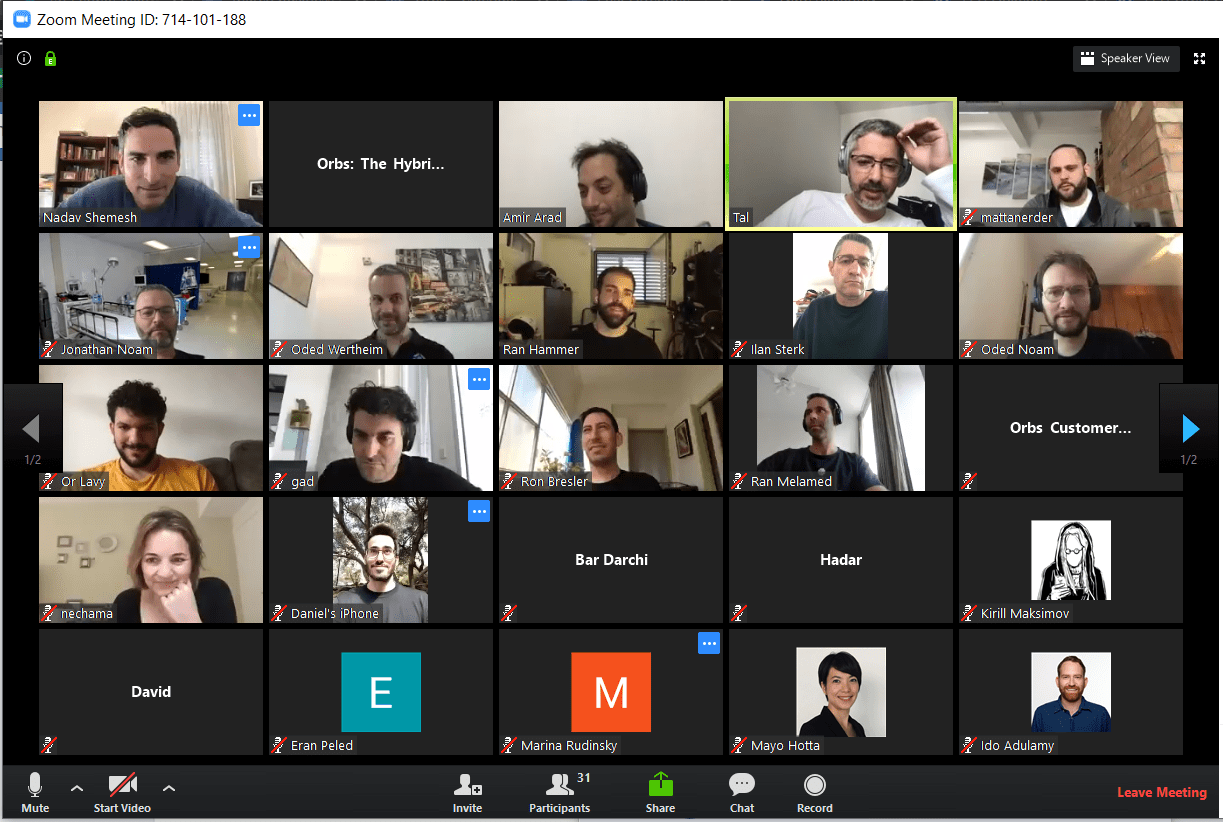 Zoom Meeting ID: 714-101-188
E
Speaker View
Nadav Shemesh
Orbs: The Hybri...
Amir Arad
Tal
mattanerder
Jonathan Noam
Oded Wertheim
Ran Hammer
Ilan Sterk
Oded Noam
1/2
Or Lavy
gad
Ron Bresler
Ran Melamed
Orbs Customer...
1/2
nechama
Daniel's iPhone
Bar Darchi
Hadar
Kirill Maksimov
David
E
Eran Peled
M
Marina Rudinsky
Mayo Hotta
Ido Adulamy
Mute
Start Video
Invite
31
Participants
Share
Chat
Record
Leave Meeting